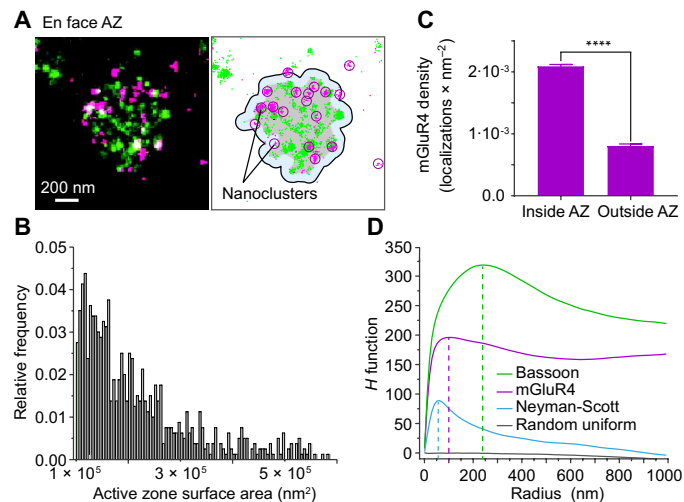 A En face AZ
200 nm
Nanoclusters
B
Relative frequency
0.05
0.04
0.03
0.02
0.01
0.00
1 × 10⁵ 3 × 10⁵ 5 × 10⁵
Active zone surface area (nm²)
C
mGluR4 density
(localizations × nm⁻²)
****
2·10⁻³
1·10⁻³
0.0
Inside AZ Outside AZ
D
H function
350
300
250
200
150
100
50
0
Bassoon
mGluR4
Neyman-Scott
Random uniform
0 200 400 600 800 1000
Radius (nm)